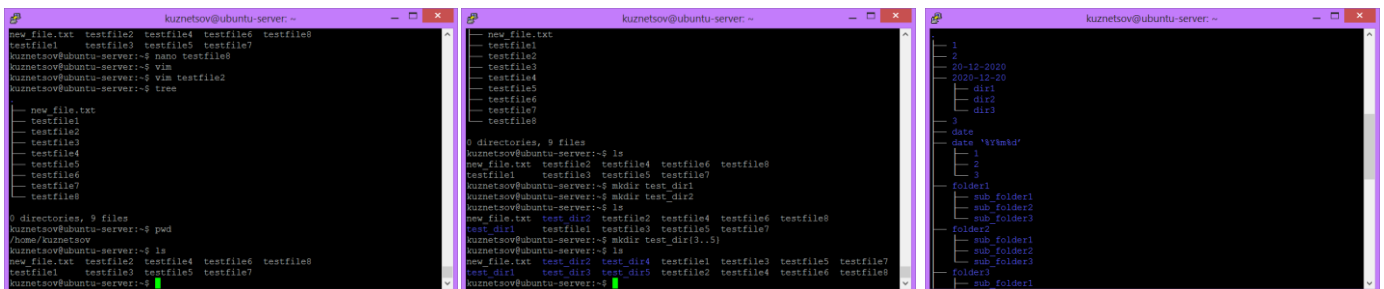 kuznetsov@ubuntu-server: ~
new_file.txt testfile2 testfile4 testfile6 testfile8
testfile1 testfile3 testfile5 testfile7
kuznetsov@ubuntu-server:~$ nano testfile8
kuznetsov@ubuntu-server:~$ vim
kuznetsov@ubuntu-server:~$ vim testfile2
kuznetsov@ubuntu-server:~$ tree
.
├── new_file.txt
├── testfile1
├── testfile2
├── testfile3
├── testfile4
├── testfile5
├── testfile6
├── testfile7
└── testfile8
0 directories, 9 files
kuznetsov@ubuntu-server:~$ pwd
/home/kuznetsov
kuznetsov@ubuntu-server:~$ ls
new_file.txt testfile2 testfile4 testfile6 testfile8
testfile1 testfile3 testfile5 testfile7
kuznetsov@ubuntu-server:~$
kuznetsov@ubuntu-server: ~
├── new_file.txt
├── testfile1
├── testfile2
├── testfile3
├── testfile4
├── testfile5
├── testfile6
├── testfile7
└── testfile8
0 directories, 9 files
kuznetsov@ubuntu-server:~$ ls
new_file.txt testfile2 testfile4 testfile6 testfile8
testfile1 testfile3 testfile5 testfile7
kuznetsov@ubuntu-server:~$ mkdir test_dir1
kuznetsov@ubuntu-server:~$ mkdir test_dir2
kuznetsov@ubuntu-server:~$ ls
new_file.txt test_dir2 testfile2 testfile4 testfile6 testfile8
test_dir1 testfile1 testfile3 testfile5 testfile7
kuznetsov@ubuntu-server:~$ mkdir test_dir{3..5}
kuznetsov@ubuntu-server:~$ ls
new_file.txt test_dir2 test_dir4 testfile1 testfile3 testfile5 testfile7
test_dir1 test_dir3 test_dir5 testfile2 testfile4 testfile6 testfile8
kuznetsov@ubuntu-server:~$
kuznetsov@ubuntu-server: ~
.
├── 1
├── 2
├── 20-12-2020
├── 2020-12-20
│   ├── dir1
│   ├── dir2
│   └── dir3
├── 3
├── date
├── date '%Y%m%d'
│   ├── 1
│   ├── 2
│   └── 3
├── folder1
│   ├── sub_folder1
│   ├── sub_folder2
│   └── sub_folder3
├── folder2
│   ├── sub_folder1
│   ├── sub_folder2
│   └── sub_folder3
├── folder3
│   ├── sub_folder1